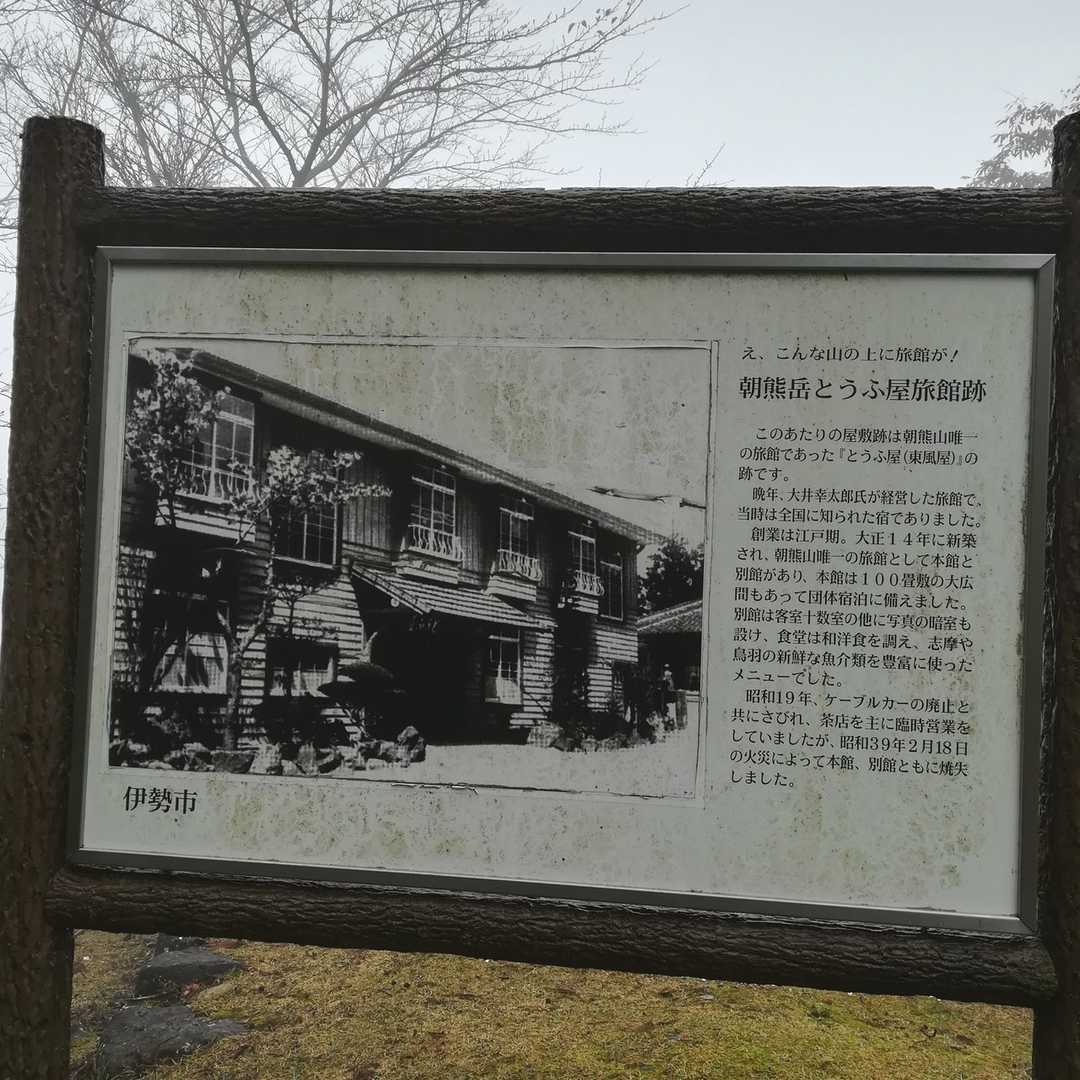 え、こんな山の上に旅館が!
朝熊岳とうふ屋旅館跡
このあたりの屋敷跡は朝熊山唯一
の旅館であった『とうふ屋(東風屋)』の
跡です。
晩年、大井幸太郎氏が経営した旅館で、
当時は全国に知られた宿でありました。
創業は江戸期。大正14年に新築
され、朝熊山唯一の旅館として本館と
別館があり、本館は100畳敷の大広
間もあって団体宿泊に備えました。
別館は客室十数室の他に写真の暗室も
設け、食堂は和洋食を調え、志摩や
鳥羽の新鮮な魚介類を豊富に使った
メニューでした。
昭和19年、ケーブルカーの廃止と
共にさびれ、茶店を主に臨時営業を
していましたが、昭和39年2月18日
の火災によって本館、別館ともに焼失
しました。
伊勢市